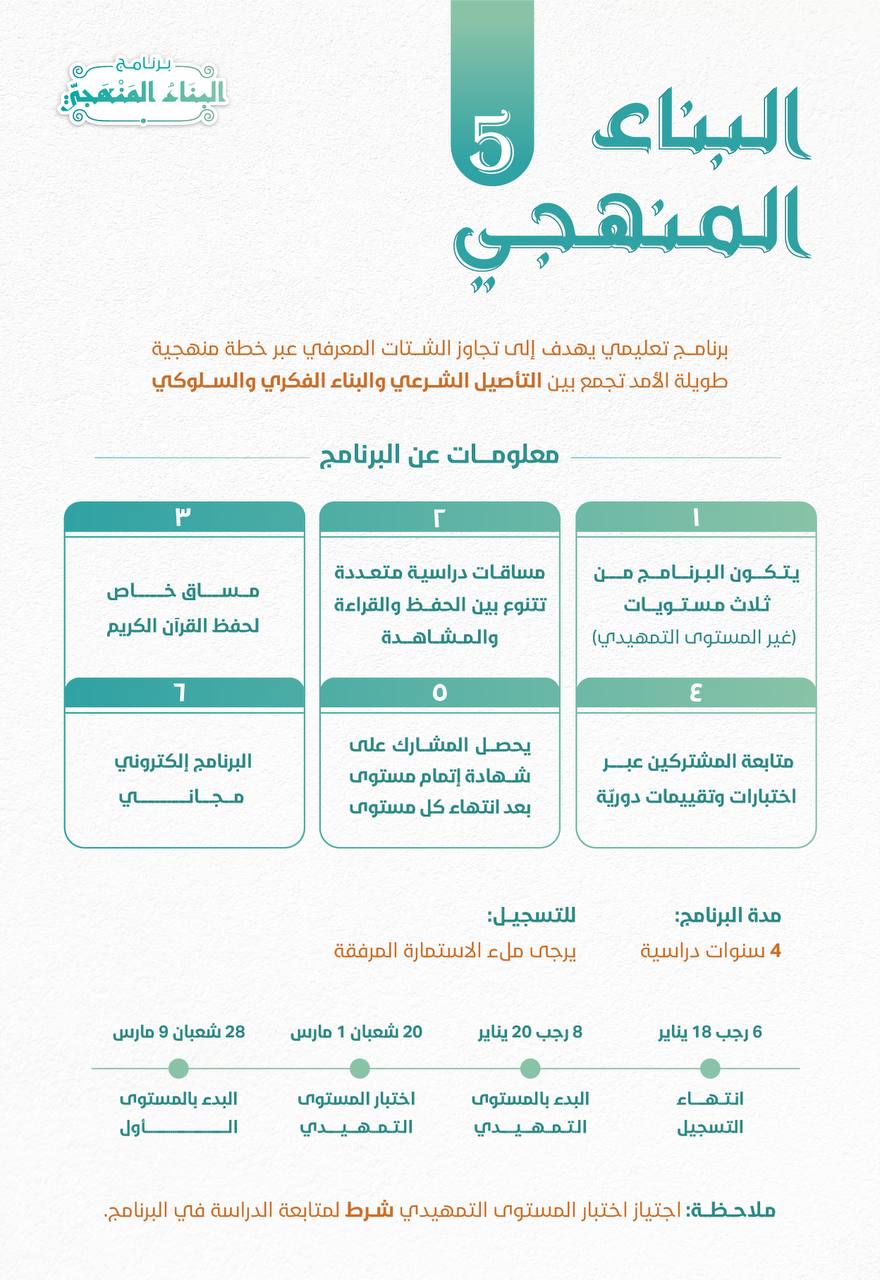 برنامج
البناء المنهجي
البناء 5
المنهجي
برنامج تعليمي يهدف إلى تجاوز الشتات المعرفي عبر خطة منهجية
طويلة الأمد تجمع بين التأصيل الشرعي والبناء الفكري والسلوكي
معلومات عن البرنامج
١
يتكون البرنامج من
ثلاث مستويات
(غير المستوى التمهيدي)
٢
مساقات دراسية متعددة
تتنوع بين الحفظ والقراءة
والمشاهدة
٣
مساق خاص
لحفظ القرآن الكريم
٤
متابعة المشتركين عبر
اختبارات وتقييمات دوريّة
٥
يحصل المشارك على
شهادة إتمام مستوى
بعد انتهاء كل مستوى
٦
البرنامج إلكتروني
مجاني
مدة البرنامج:
4 سنوات دراسية
للتسجيل:
يرجى ملء الاستمارة المرفقة
6 رجب 18 يناير
انتهاء
التسجيل
8 رجب 20 يناير
البدء بالمستوى
التمهيدي
20 شعبان 1 مارس
اختبار المستوى
التمهيدي
28 شعبان 9 مارس
البدء بالمستوى
الأول
ملاحظة: اجتياز اختبار المستوى التمهيدي شرط لمتابعة الدراسة في البرنامج.